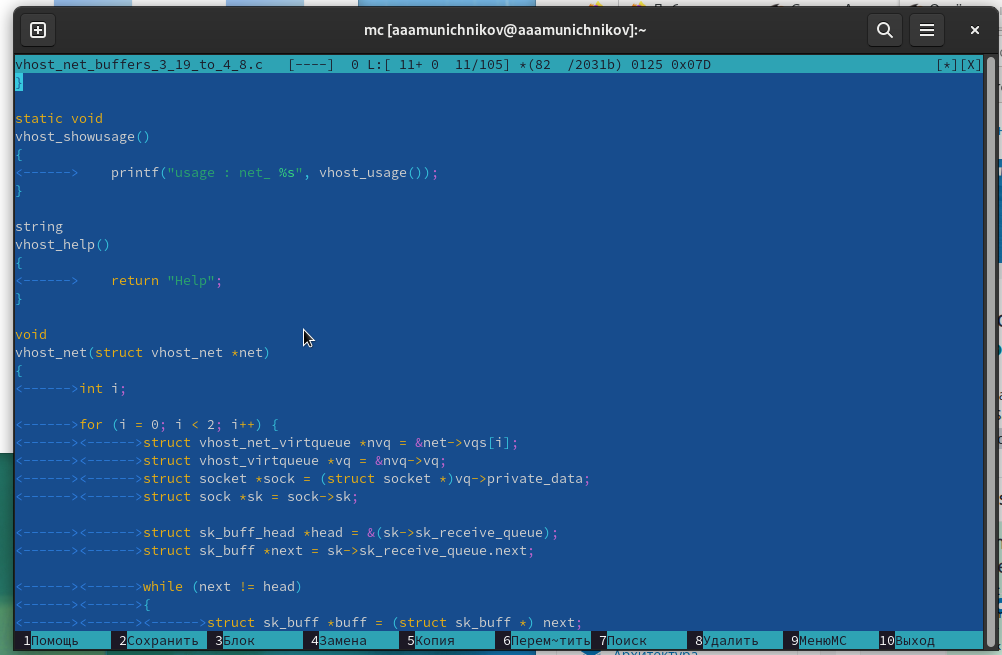 mc [aaamunichnikov@aaamunichnikov]:~
vhost_net_buffers_3_19_to_4_8.c   [----]  0 L:[ 11+ 0  11/105] *(82  /2031b) 0125 0x07D [*][X]
}
static void
vhost_showusage()
{
<------>    printf("usage : net_ %s", vhost_usage());
}
string
vhost_help()
{
<------>    return "Help";
}
void
vhost_net(struct vhost_net *net)
{
<------>int i;
<------>for (i = 0; i < 2; i++) {
<------><------>struct vhost_net_virtqueue *nvq = &net->vqs[i];
<------><------>struct vhost_virtqueue *vq = &nvq->vq;
<------><------>struct socket *sock = (struct socket *)vq->private_data;
<------><------>struct sock *sk = sock->sk;
<------><------>struct sk_buff_head *head = &(sk->sk_receive_queue);
<------><------>struct sk_buff *next = sk->sk_receive_queue.next;
<------><------>while (next != head)
<------><------>{
<------><------><------>struct sk_buff *buff = (struct sk_buff *) next;
1Помощь 2Сохранить 3Блок 4Замена 5Копия 6Перем~тить 7Поиск 8Удалить 9МенюMC 10Выход